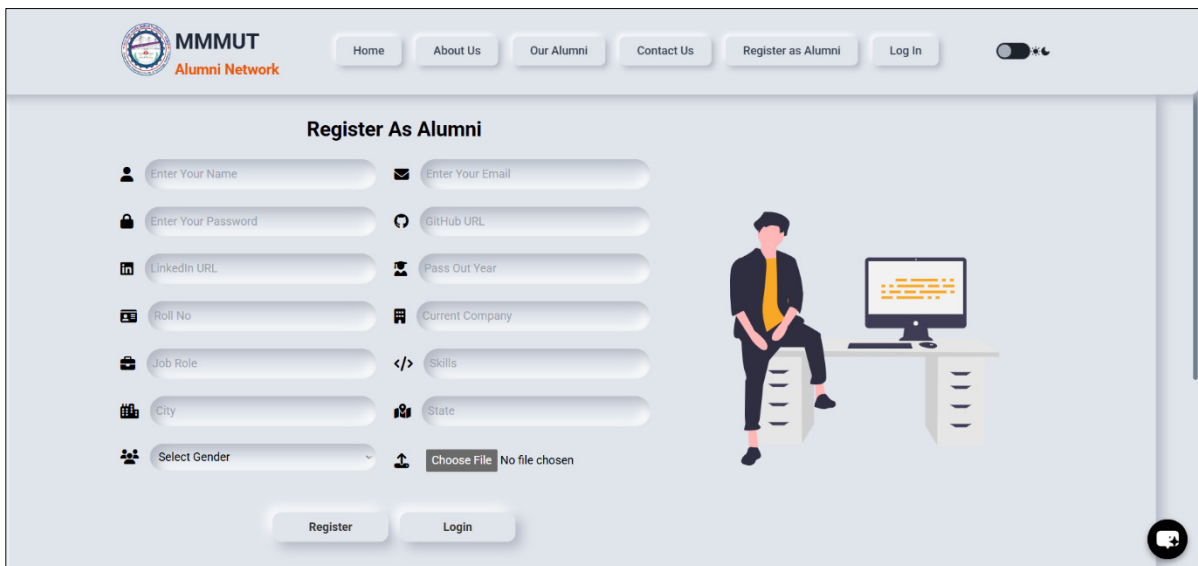 MMMUT
Alumni Network
Home About Us Our Alumni Contact Us Register as Alumni Log In
Register As Alumni
Enter Your Name Enter Your Email
Enter Your Password GitHub URL
LinkedIn URL Pass Out Year
Roll No Current Company
Job Role </> Skills
City State
Select Gender Choose File No file chosen
Register Login